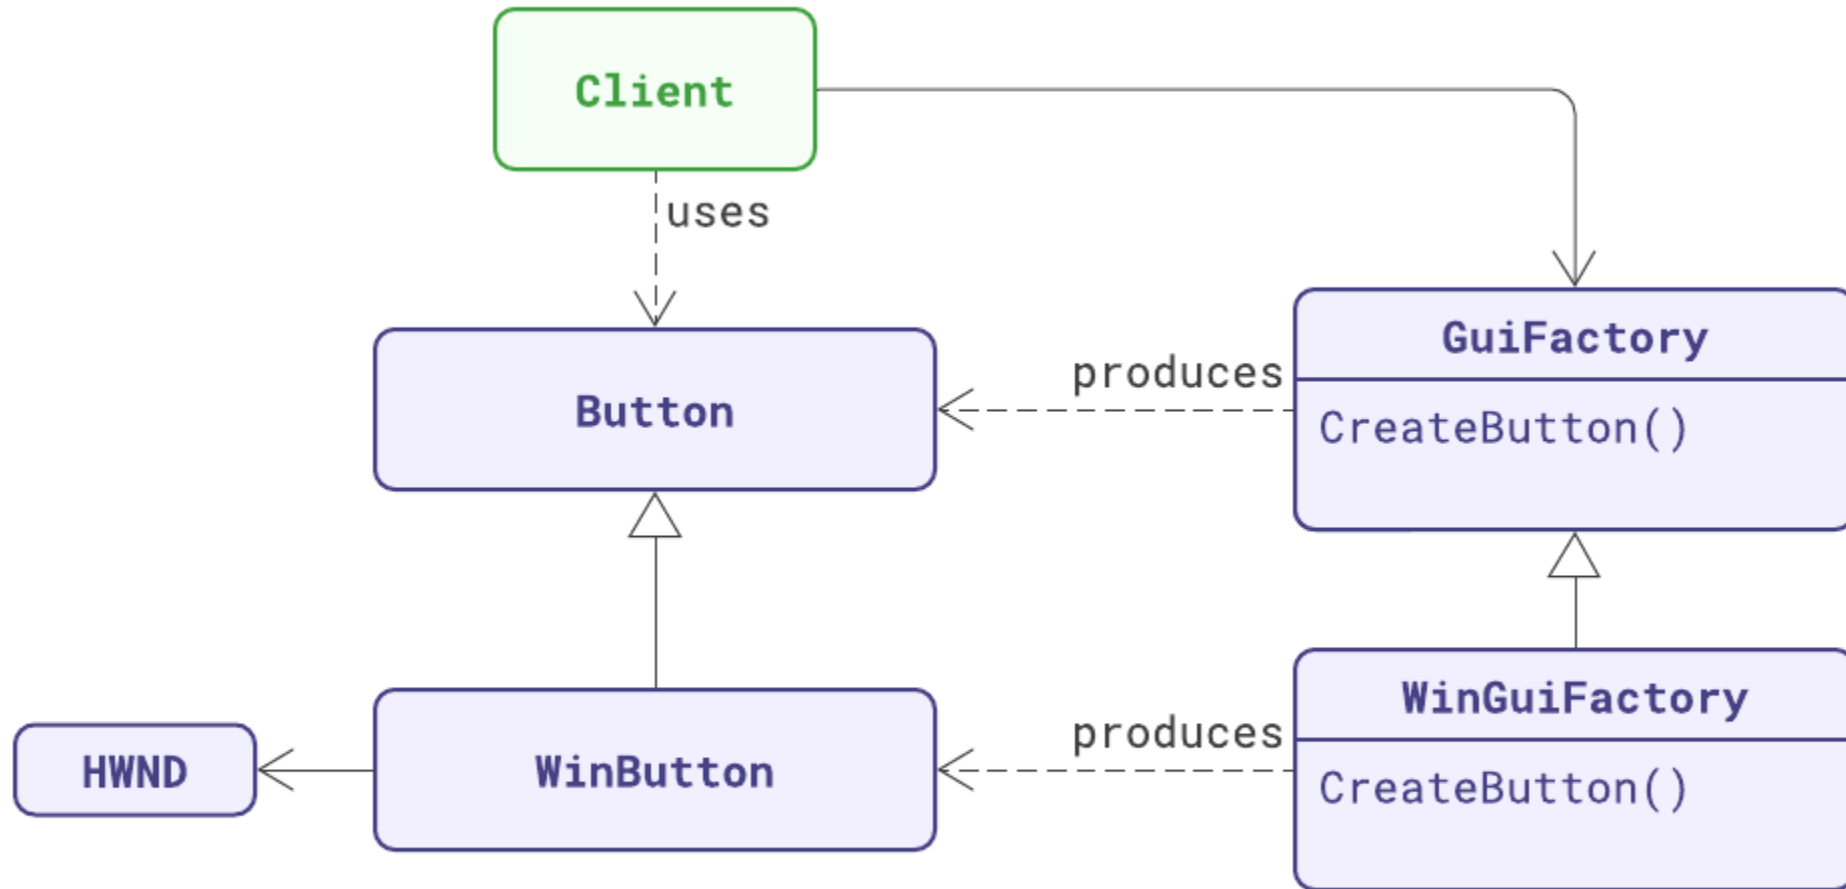 Client
uses
GuiFactory
produces
Button
CreateButton()
WinGuiFactory
produces
HWND
WinButton
CreateButton()